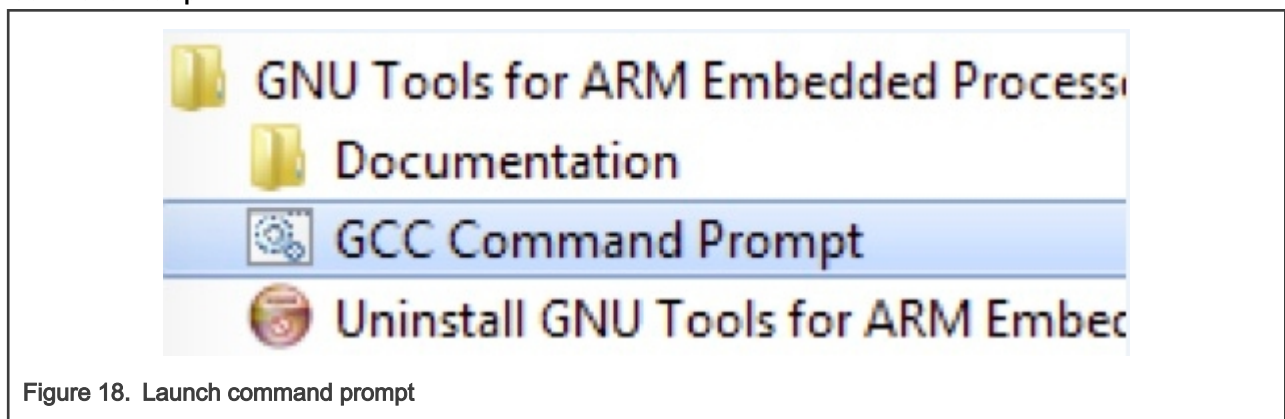 GNU Tools for ARM Embedded
Documentation
GCC Command Prompt
Uninstall GNU Tools for ARM
Figure 18. Launch command prompt